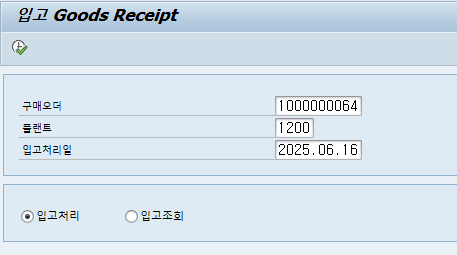 입고 Goods Receipt
구매오더 1000000064
플랜트 1200
입고처리일 2025.06.16
입고처리 입고조회